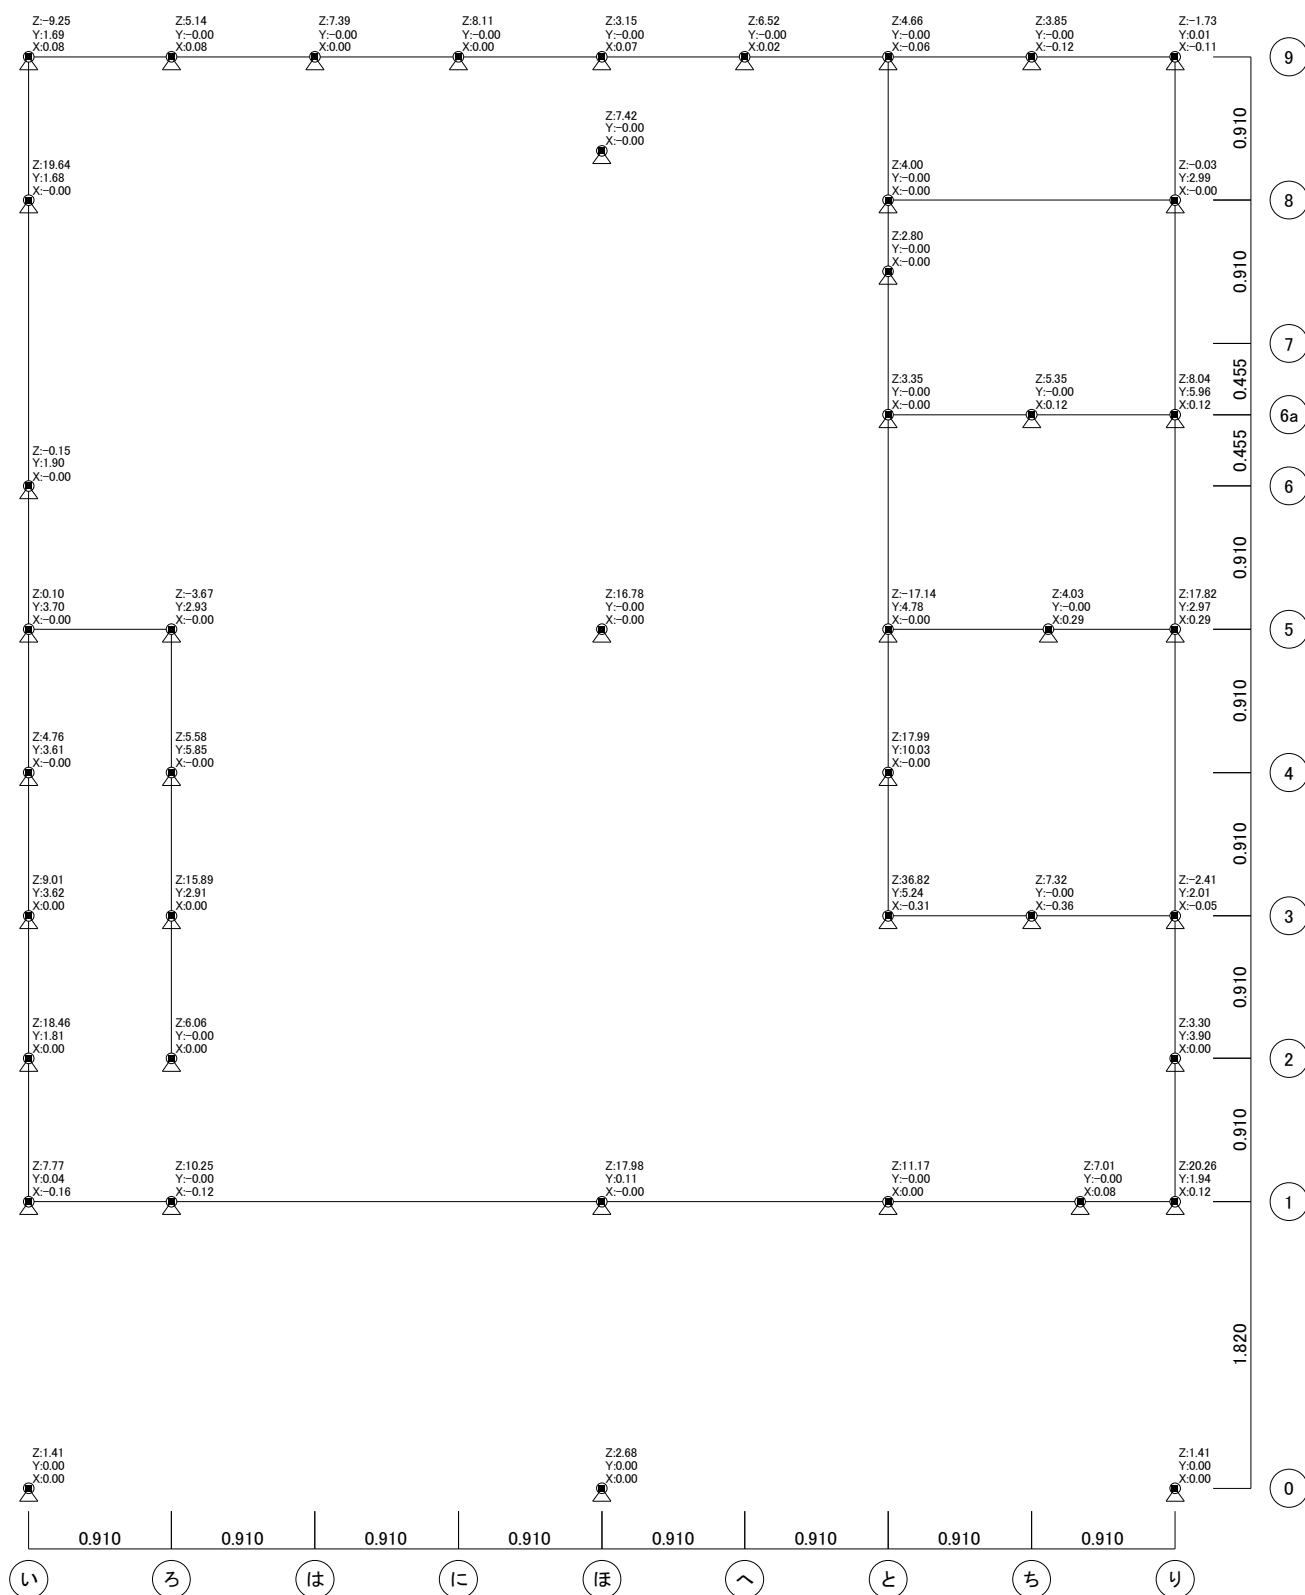 Z:-9.25
Y:1.69
X:0.08
Z:5.14
Y:-0.00
X:0.08
Z:7.39
Y:-0.00
X:0.00
Z:8.11
Y:-0.00
X:0.00
Z:3.15
Y:-0.00
X:0.07
Z:6.52
Y:-0.00
X:0.02
Z:4.66
Y:-0.00
X:-0.06
Z:3.85
Y:-0.00
X:-0.12
Z:-1.73
Y:0.01
X:-0.11
9
Z:7.42
Y:-0.00
X:-0.00
0.910
Z:19.64
Y:1.68
X:-0.00
Z:4.00
Y:-0.00
X:-0.00
Z:-0.03
Y:2.99
X:-0.00
8
Z:2.80
Y:-0.00
X:-0.00
0.910
7
0.455
Z:3.35
Y:-0.00
X:-0.00
Z:5.35
Y:-0.00
X:0.12
Z:8.04
Y:5.96
X:0.12
6a
0.455
Z:-0.15
Y:1.90
X:-0.00
6
0.910
Z:0.10
Y:3.70
X:-0.00
Z:-3.67
Y:2.93
X:-0.00
Z:16.78
Y:-0.00
X:-0.00
Z:-17.14
Y:4.78
X:-0.00
Z:4.03
Y:-0.00
X:0.29
Z:17.82
Y:2.97
X:0.29
5
0.910
Z:4.76
Y:3.61
X:-0.00
Z:5.58
Y:5.85
X:-0.00
Z:17.99
Y:10.03
X:-0.00
4
0.910
Z:9.01
Y:3.62
X:0.00
Z:15.89
Y:2.91
X:0.00
Z:36.82
Y:5.24
X:-0.31
Z:7.32
Y:-0.00
X:-0.36
Z:-2.41
Y:2.01
X:-0.05
3
0.910
Z:18.46
Y:1.81
X:0.00
Z:6.06
Y:-0.00
X:0.00
Z:3.30
Y:3.90
X:0.00
2
0.910
Z:7.77
Y:0.04
X:-0.16
Z:10.25
Y:-0.00
X:-0.12
Z:17.98
Y:0.11
X:-0.00
Z:11.17
Y:-0.00
X:0.00
Z:7.01
Y:-0.00
X:0.08
Z:20.26
Y:1.94
X:0.12
1
1.820
Z:1.41
Y:0.00
X:0.00
Z:2.68
Y:0.00
X:0.00
Z:1.41
Y:0.00
X:0.00
0
0.910
0.910
0.910
0.910
0.910
0.910
0.910
0.910
い
ろ
は
に
ほ
へ
と
ち
り